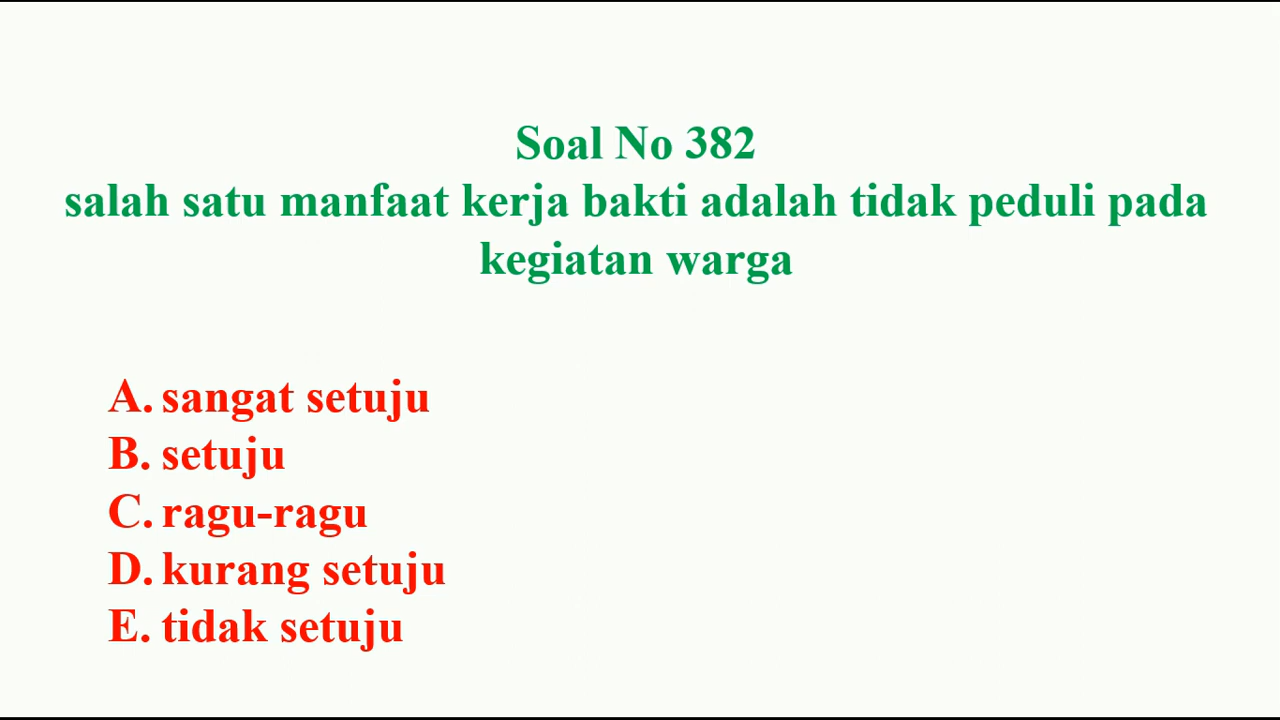 Soal No 382
salah satu manfaat kerja bakti adalah tidak peduli pada
kegiatan warga
A. sangat setuju
B. setuju
C. ragu-ragu
D. kurang setuju
E. tidak setuju